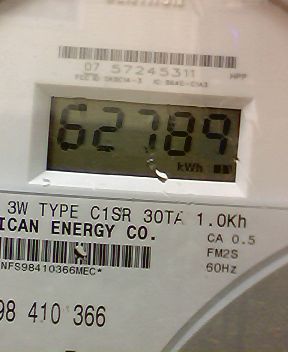 07 57245311
HPP
62789
kWh
3W TYPE C1SR 30TA 1.0Kh
ICAN ENERGY CO.
CA 0.5
FM2S
60Hz
NFS98410366MEC*
98 410 366